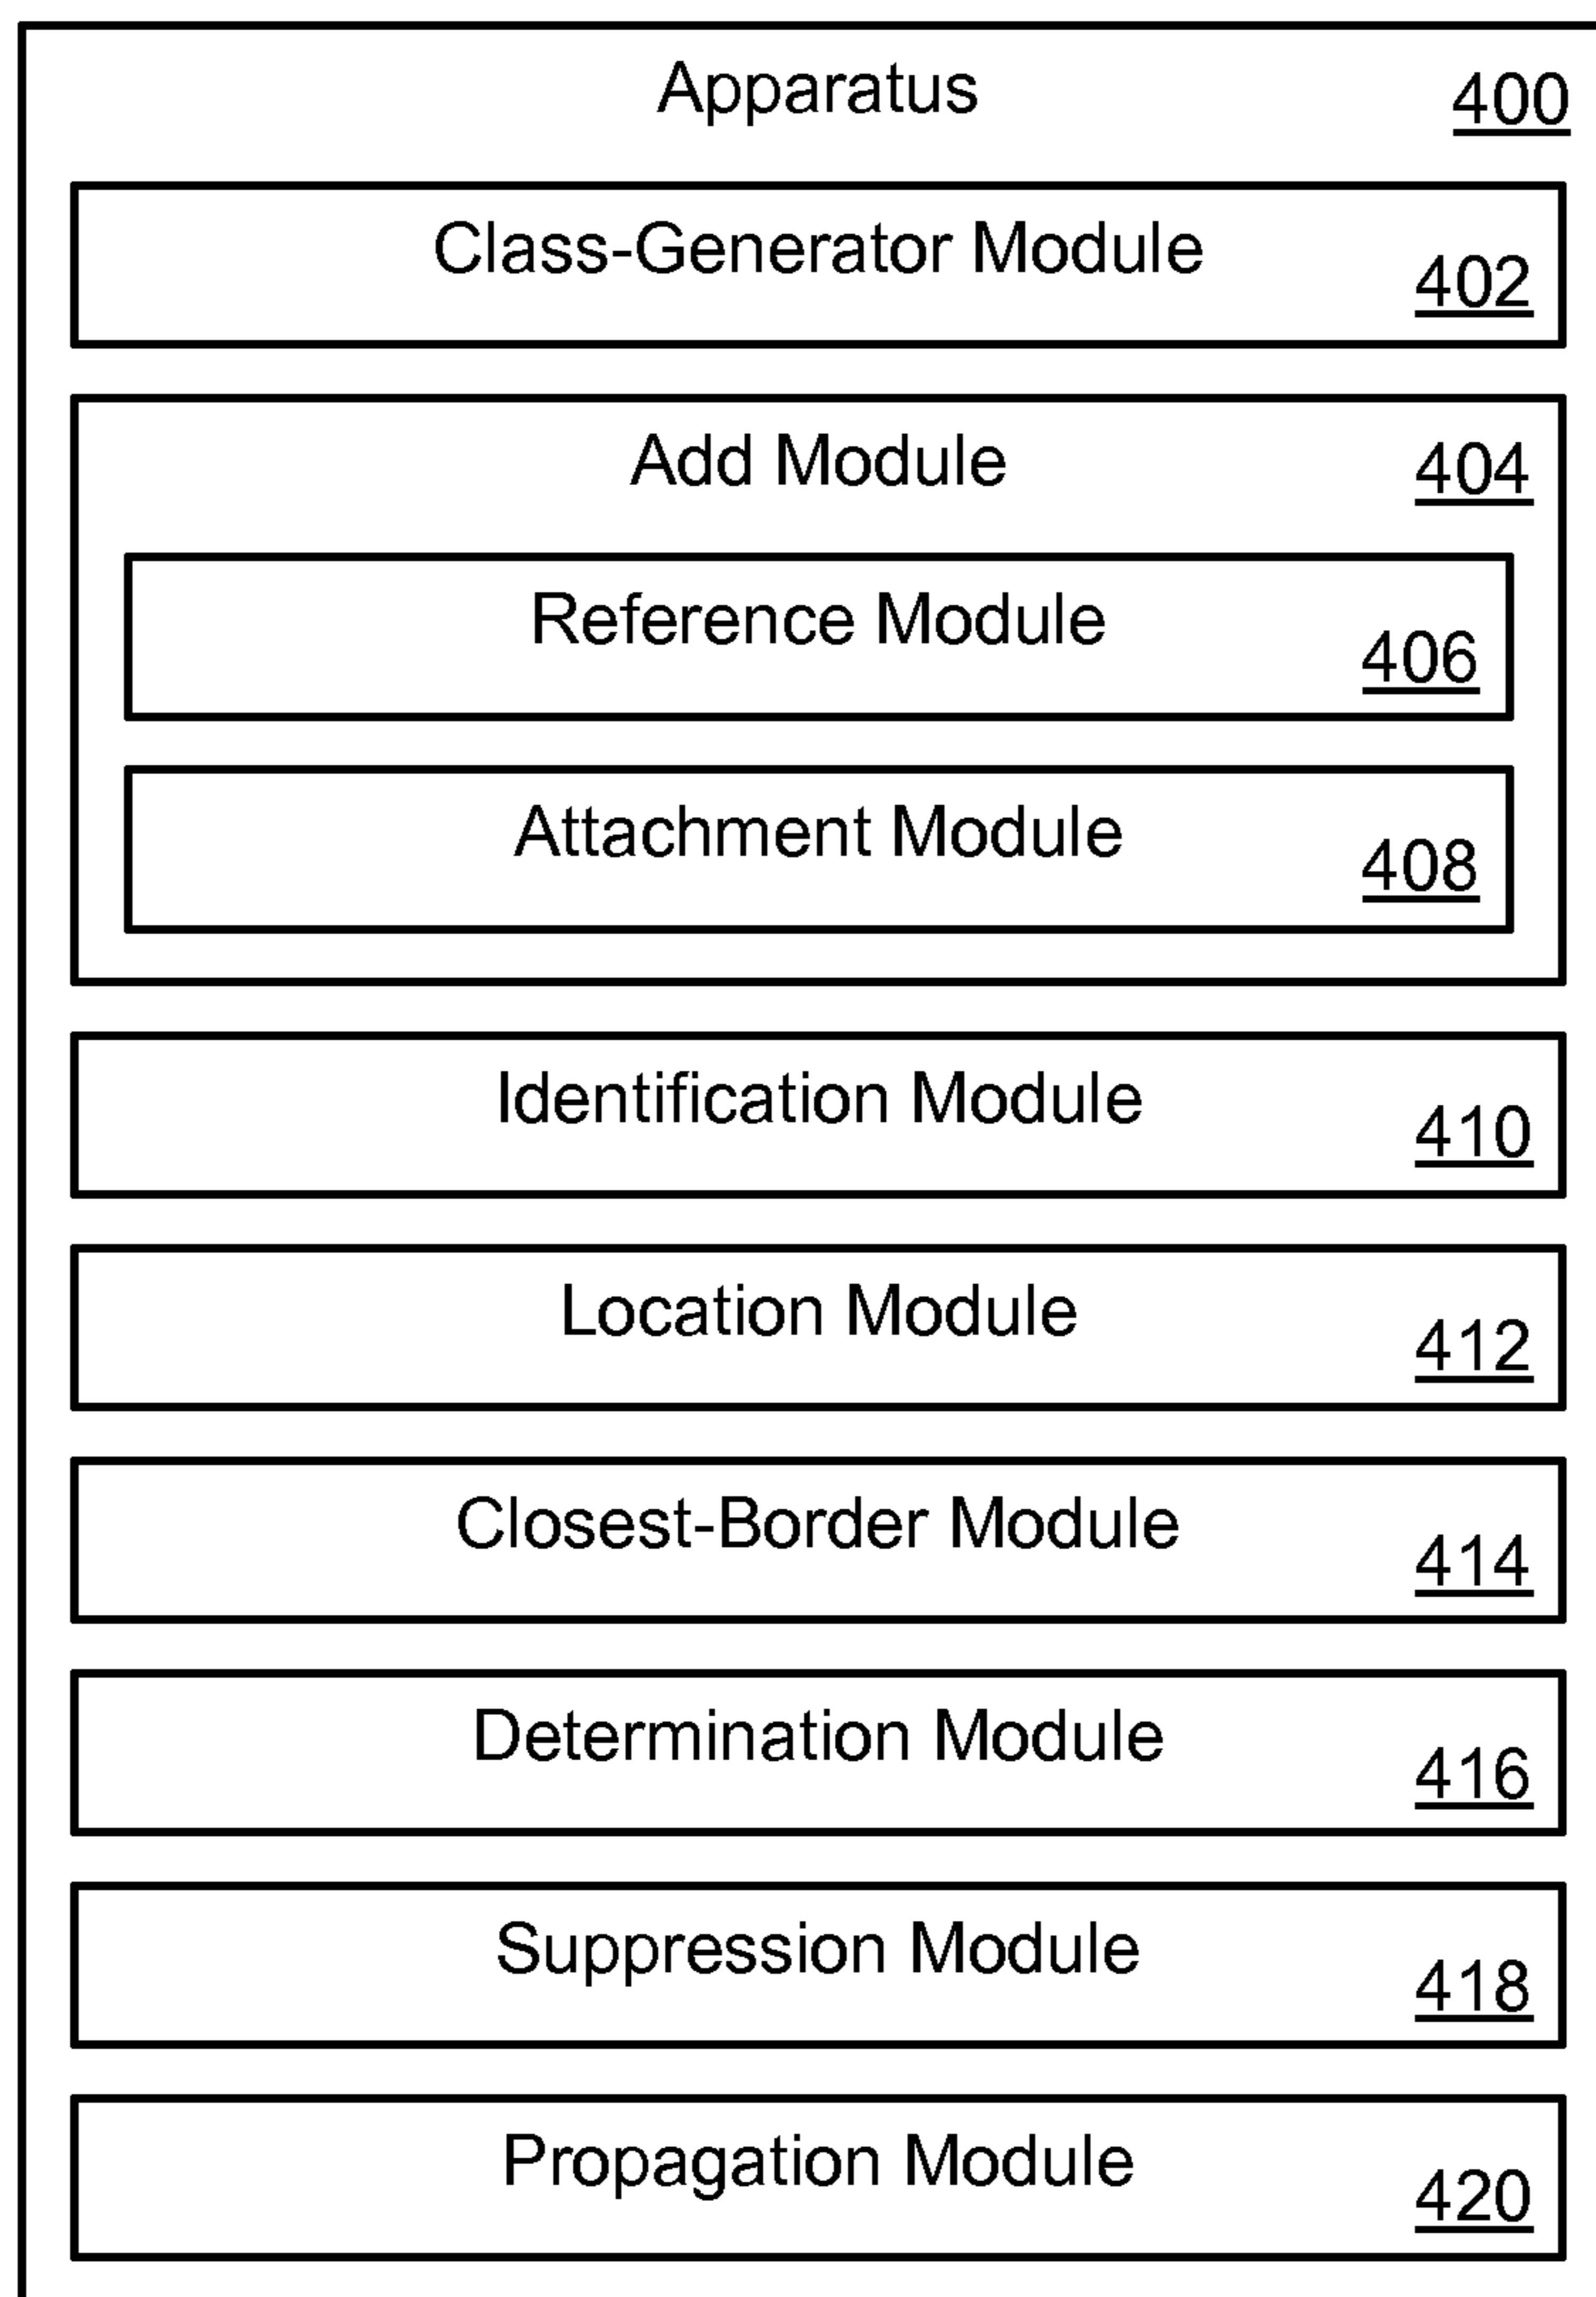 Apparatus
400
Class-Generator Module
402
Add Module
404
Reference Module
406
Attachment Module
408
Identification Module
410
Location Module
412
Closest-Border Module
414
Determination Module
416
Suppression Module
418
Propagation Module
420